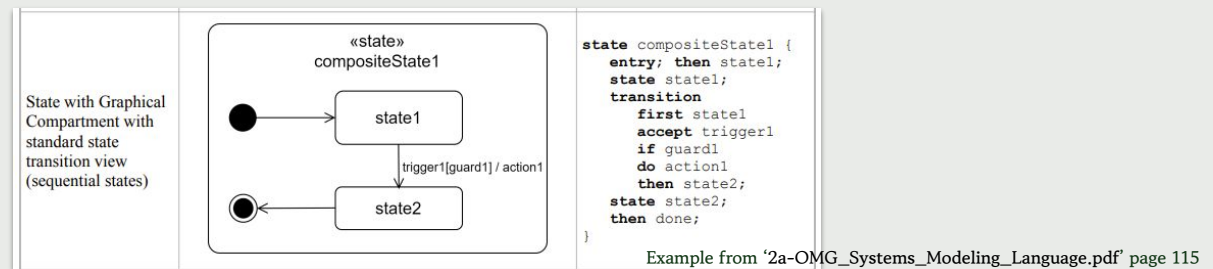 State with Graphical
Compartment with
standard state
transition view
(sequential states)
«state»
compositeState1
state1
trigger1[guard1] / action1
state2
state compositeState1 {
entry; then state1;
state state1;
transition
first state1
accept trigger1
if guard1
do action1
then state2;
state state2;
then done;
}
Example from ‘2a-OMG_Systems_Modeling_Language.pdf’ page 115